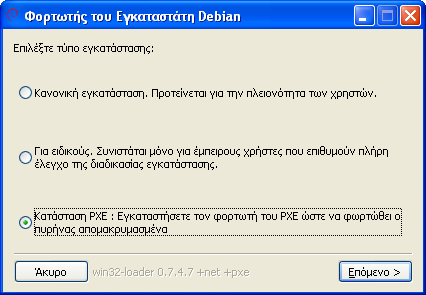 Φορτωτής του Εγκαταστάτη Debian
Επιλέξτε τύπο εγκατάστασης:
Κανονική εγκατάσταση. Προτείνεται για την πλειονότητα των χρηστών.
Για ειδικούς. Συνιστάται μόνο για έμπειρους χρήστες που επιθυμούν πλήρη
έλεγχο της διαδικασίας εγκατάστασης.
Κατάσταση PXE : Εγκαταστήσετε τον φορτωτή του PXE ώστε να φωρτώθει ο
πυρήνας απομακρυμασμένα
Άκυρο win32-loader 0.7.4.7 +net +pxe Επόμενο >